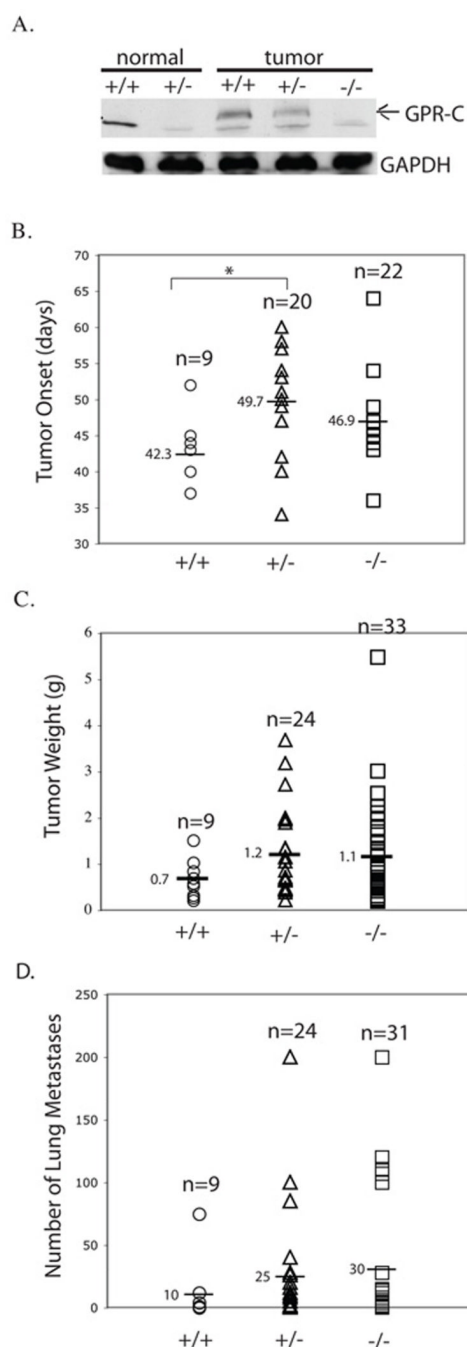 A.
normal tumor
+/+ +/- +/+ +/- -/-
GPR-C
GAPDH
B.
70
65
60
55
50
45
40
35
30
Tumor Onset (days)
*
n=9
n=20
n=22
42.3
49.7
46.9
+/+ +/- -/-
C.
6
5
4
3
2
1
0
Tumor Weight (g)
n=9
n=24
n=33
0.7
1.2
1.1
+/+ +/- -/-
D.
250
200
150
100
50
0
Number of Lung Metastases
n=9
n=24
n=31
10
25
30
+/+ +/- -/-